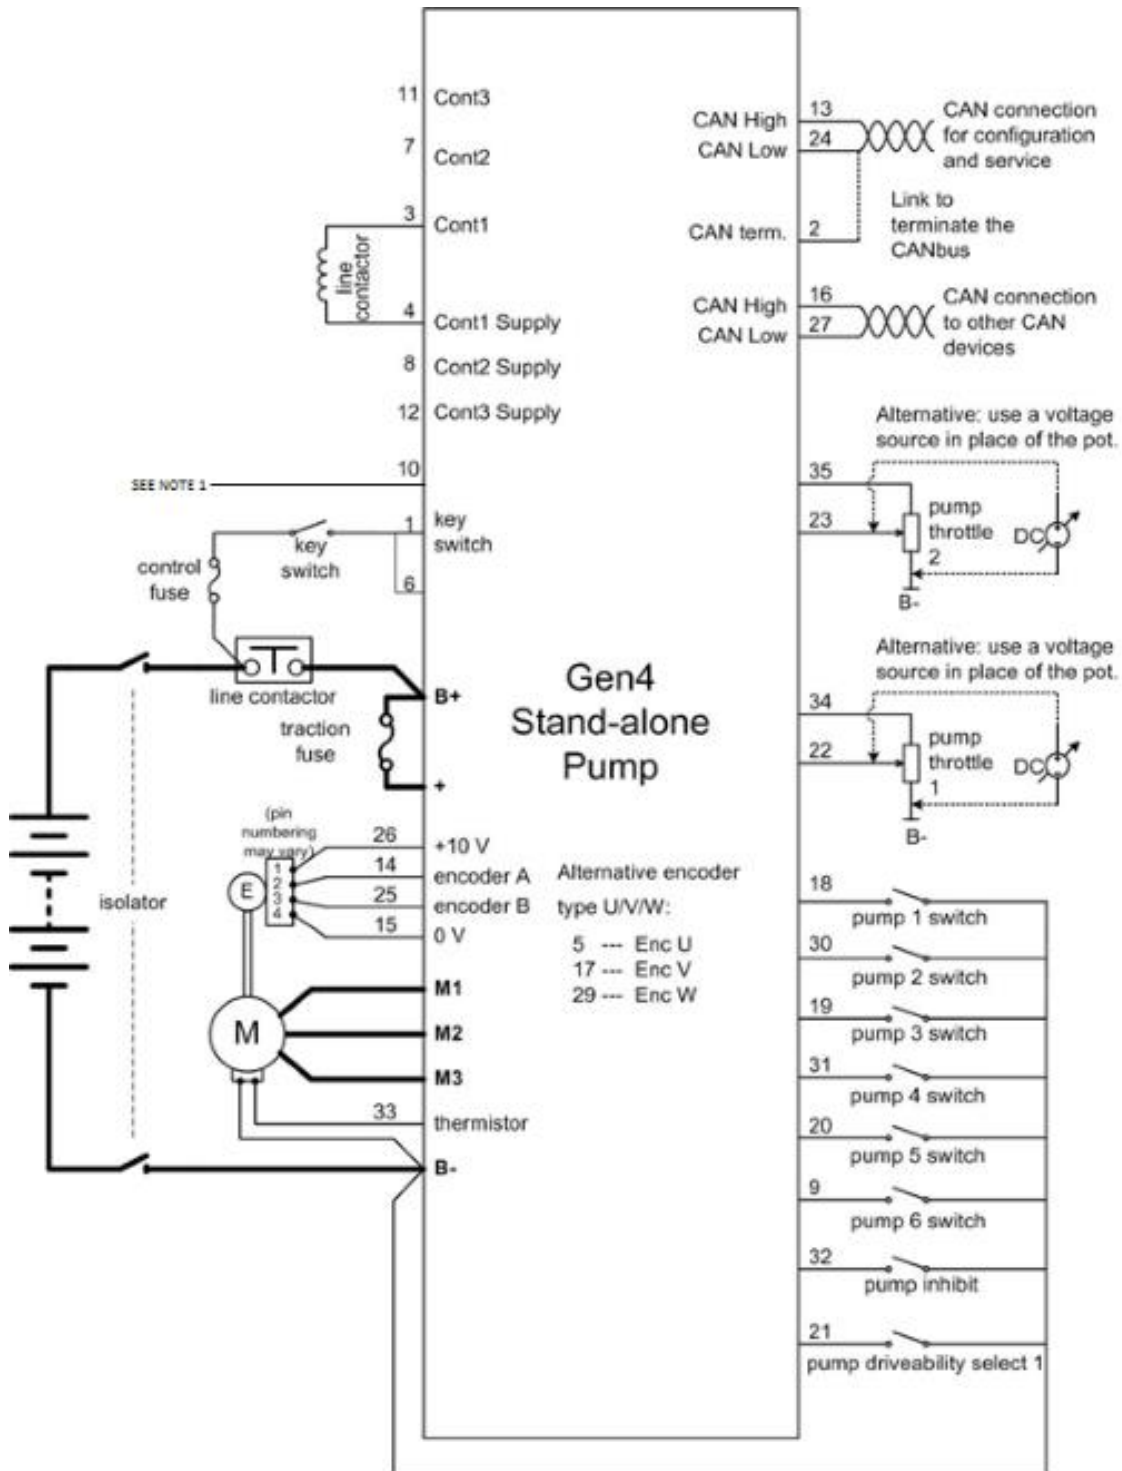 11 Cont3
7 Cont2
3 Cont1
line
contactor
4 Cont1 Supply
8 Cont2 Supply
12 Cont3 Supply
10
SEE NOTE 1
1 key
switch
key
switch
6
control
fuse
line contactor
B+
traction
fuse
+
(pin
numbering
may vary)
26 +10 V
14 encoder A
25 encoder B
15 0 V
1
2
3
4
E
isolator
M
M1
M2
M3
33 thermistor
B-
Gen4
Stand-alone
Pump
Alternative encoder
type U/V/W:
5 --- Enc U
17 --- Enc V
29 --- Enc W
CAN High 13
CAN Low 24
CAN connection
for configuration
and service
CAN term. 2
Link to
terminate the
CANbus
CAN High 16
CAN Low 27
CAN connection
to other CAN
devices
Alternative: use a voltage
source in place of the pot.
35
23
pump
throttle
2
DC
B-
Alternative: use a voltage
source in place of the pot.
34
22
pump
throttle
1
DC
B-
18
pump 1 switch
30
pump 2 switch
19
pump 3 switch
31
pump 4 switch
20
pump 5 switch
9
pump 6 switch
32
pump inhibit
21
pump driveability select 1